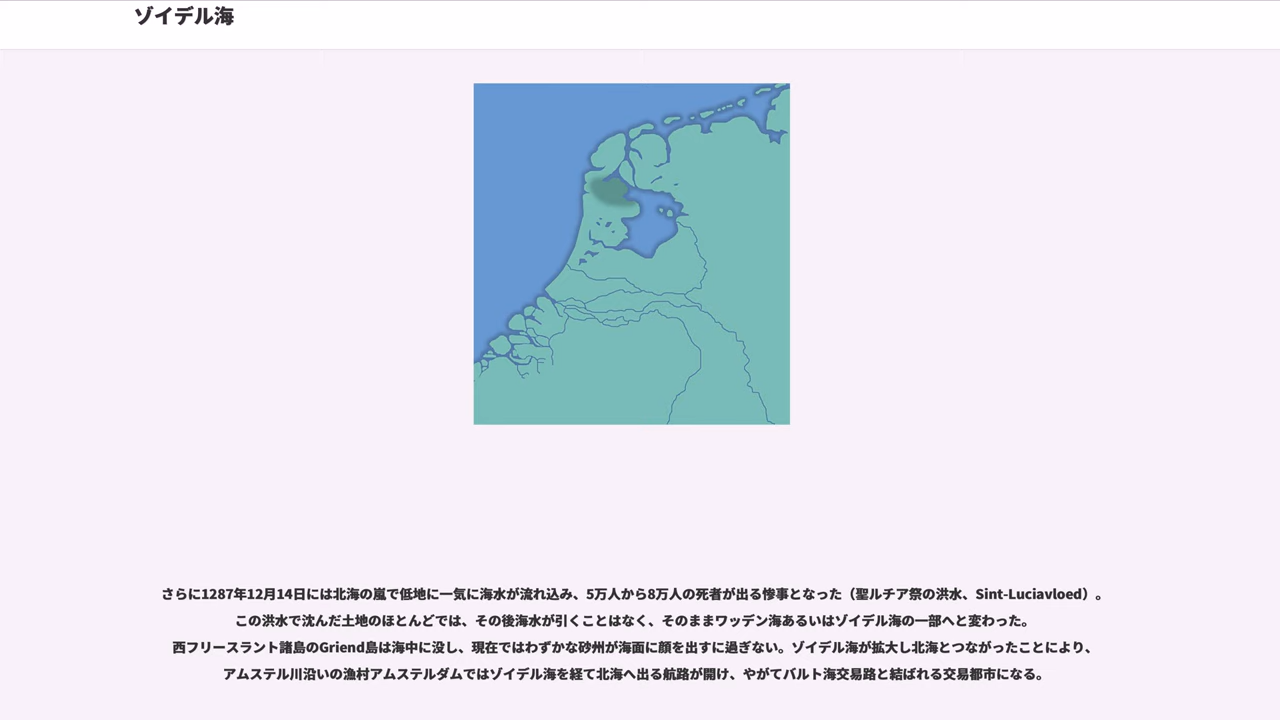 ゾイデル海
さらに1287年12月14日には北海の嵐で低地に一気に海水が流れ込み、5万人から8万人の死者が出る惨事となった（聖ルチア祭の洪水、Sint-Luciavloed）。
この洪水で沈んだ土地のほとんどでは、その後海水が引くことはなく、そのままワッデン海あるいはゾイデル海の一部へと変わった。
西フリースラント諸島のGriend島は海中に没し、現在ではわずかな砂州が海面に顔を出すに過ぎない。ゾイデル海が拡大し北海とつながったことにより、
アムステル川沿いの漁村アムステルダムではゾイデル海を経て北海へ出る航路が開け、やがてバルト海交易路と結ばれる交易都市になる。